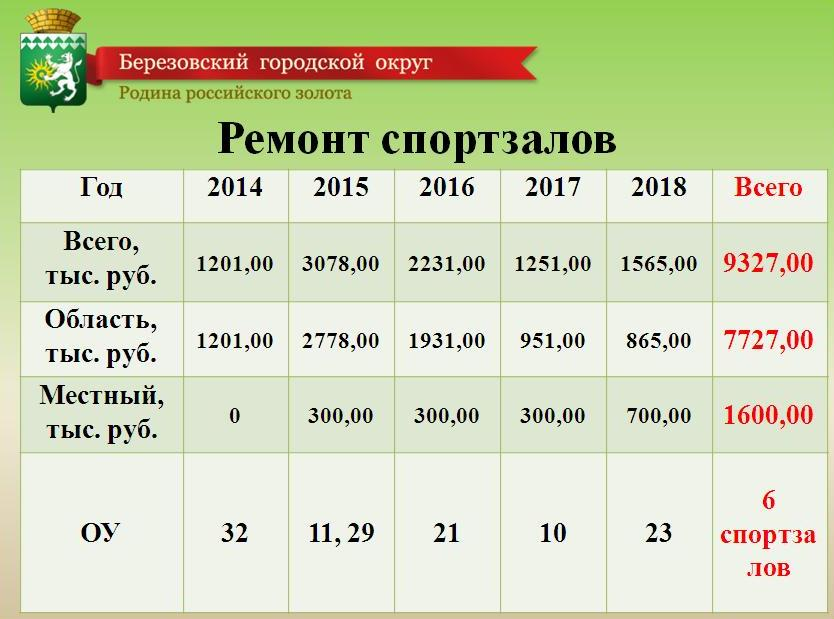 Березовский городской округ
Родина российского золота
Ремонт спортзалов
Год 2014 2015 2016 2017 2018 Всего
Всего,
тыс. руб. 1201,00 3078,00 2231,00 1251,00 1565,00 9327,00
Область,
тыс. руб. 1201,00 2778,00 1931,00 951,00 865,00 7727,00
Местный,
тыс. руб. 0 300,00 300,00 300,00 700,00 1600,00
ОУ 32 11, 29 21 10 23 6
спортза
лов